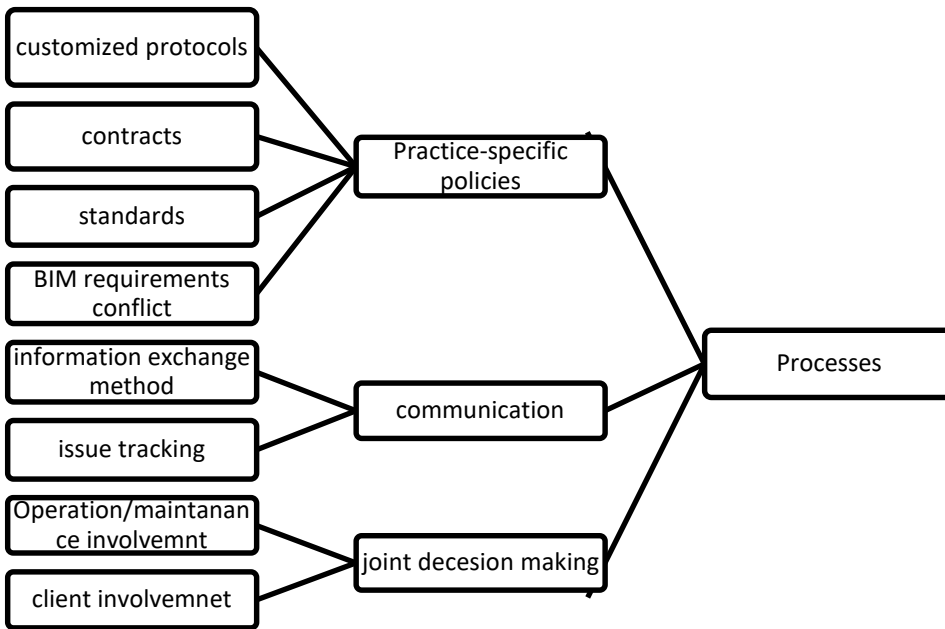 customized protocols
contracts
standards
BIM requirements
conflict
information exchange
method
issue tracking
Operation/maintanan
ce involvemnt
client involvemnet
Practice-specific
policies
communication
joint decesion making
Processes